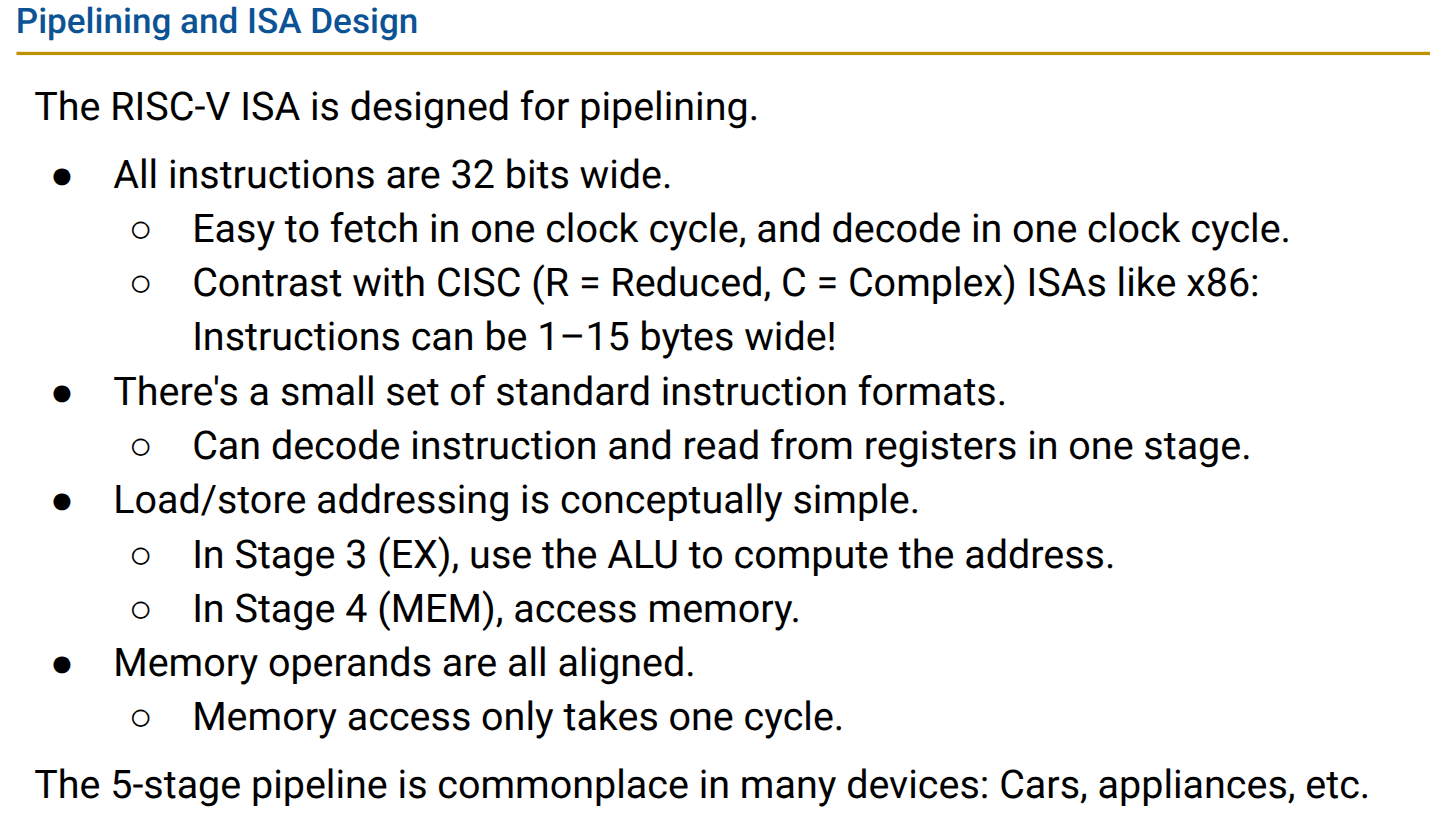 Pipelining and ISA Design
The RISC-V ISA is designed for pipelining.
● All instructions are 32 bits wide.
○ Easy to fetch in one clock cycle, and decode in one clock cycle.
○ Contrast with CISC (R = Reduced, C = Complex) ISAs like x86:
Instructions can be 1–15 bytes wide!
● There's a small set of standard instruction formats.
○ Can decode instruction and read from registers in one stage.
● Load/store addressing is conceptually simple.
○ In Stage 3 (EX), use the ALU to compute the address.
○ In Stage 4 (MEM), access memory.
● Memory operands are all aligned.
○ Memory access only takes one cycle.
The 5-stage pipeline is commonplace in many devices: Cars, appliances, etc.